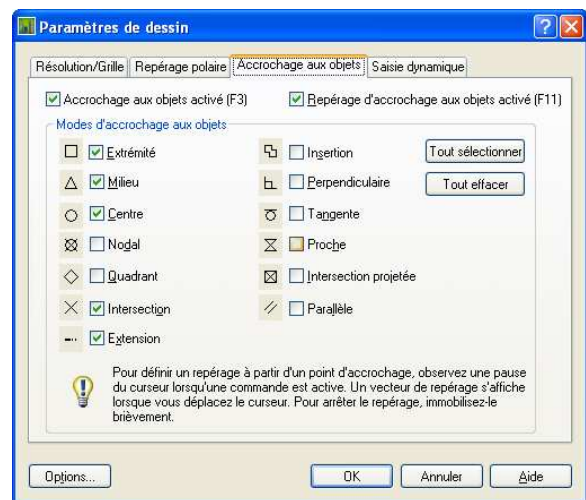 Paramètres de dessin
Résolution/Grille Repérage polaire Accrochage aux objets Saisie dynamique
Accrochage aux objets activé (F3) Repérage d'accrochage aux objets activé (F11)
Modes d'accrochage aux objets
Extrémité Insertion Tout sélectionner
Milieu Perpendiculaire Tout effacer
Centre Tangente
Nodal Proche
Quadrant Intersection projetée
Intersection Parallèle
Extension
Pour définir un repérage à partir d'un point d'accrochage, observez une pause
du curseur lorsqu'une commande est active. Un vecteur de repérage s'affiche
lorsque vous déplacez le curseur. Pour arrêter le repérage, immobilisez-le
brièvement.
Options... OK Annuler Aide